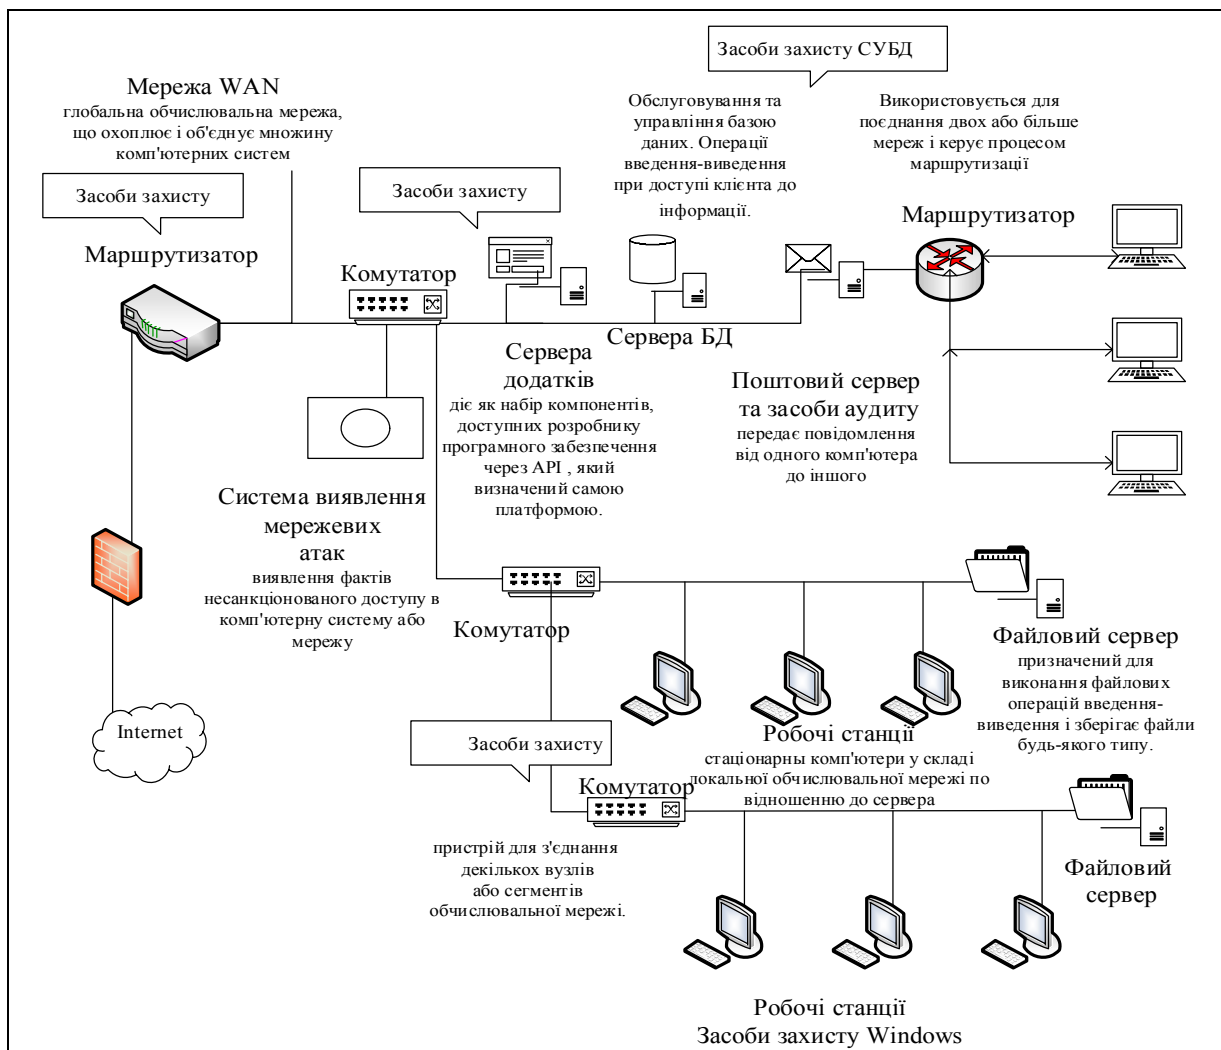 Засоби захисту СУБД
Мережа WAN
глобальна обчислювальна мережа,
що охоплює і об'єднує множину
комп'ютерних систем
Обслуговування та
управління базою
даних. Операції
введення-виведення
при доступі клієнта до
інформації.
Використовується для
поєднання двох або більше
мереж і керує процесом
маршрутизації
Засоби захисту
Засоби захисту
Маршрутизатор
Маршрутизатор
Комутатор
Сервера БД
Сервера
додатків
діє як набір компонентів,
доступних розробнику
програмного забезпечення
через API , який
визначений самою
платформою.
Поштовий сервер
та засоби аудиту
передає повідомлення
від одного комп'ютера
до іншого
Система виявлення
мережевих
атак
виявлення фактів
несанкціонованого доступу в
комп'ютерну систему або
мережу
Комутатор
Файловий сервер
призначений для
виконання файлових
операцій введення-
виведення і зберігає файли
будь-якого типу.
Internet
Робочі станції
стаціонарны комп'ютери у складі
локальної обчислювальної мережі по
відношенню до сервера
Засоби захисту
Комутатор
пристрій для з'єднання
декількох вузлів
або сегментів
обчислювальної мережі.
Файловий
сервер
Робочі станції
Засоби захисту Windows